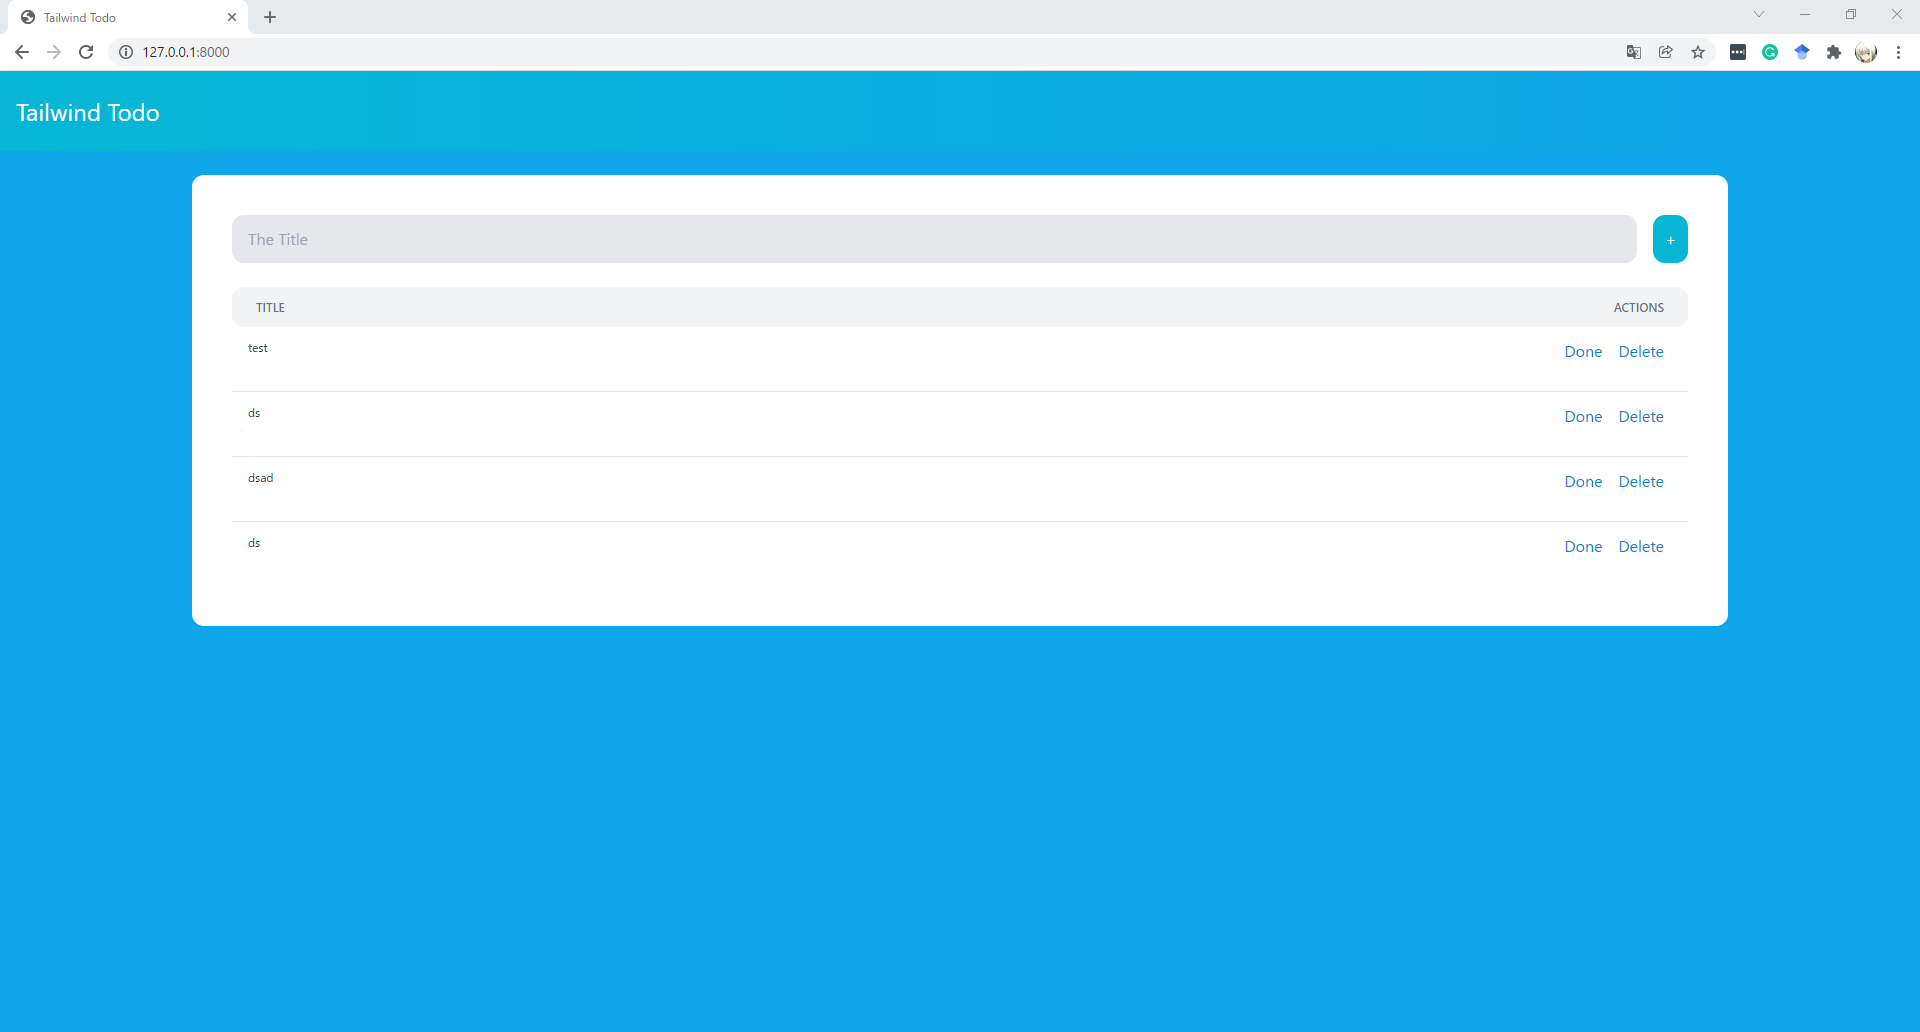 Tailwind Todo
127.0.0.1:8000
Tailwind Todo
The Title
+
TITLE ACTIONS
test Done Delete
ds Done Delete
dsad Done Delete
ds Done Delete